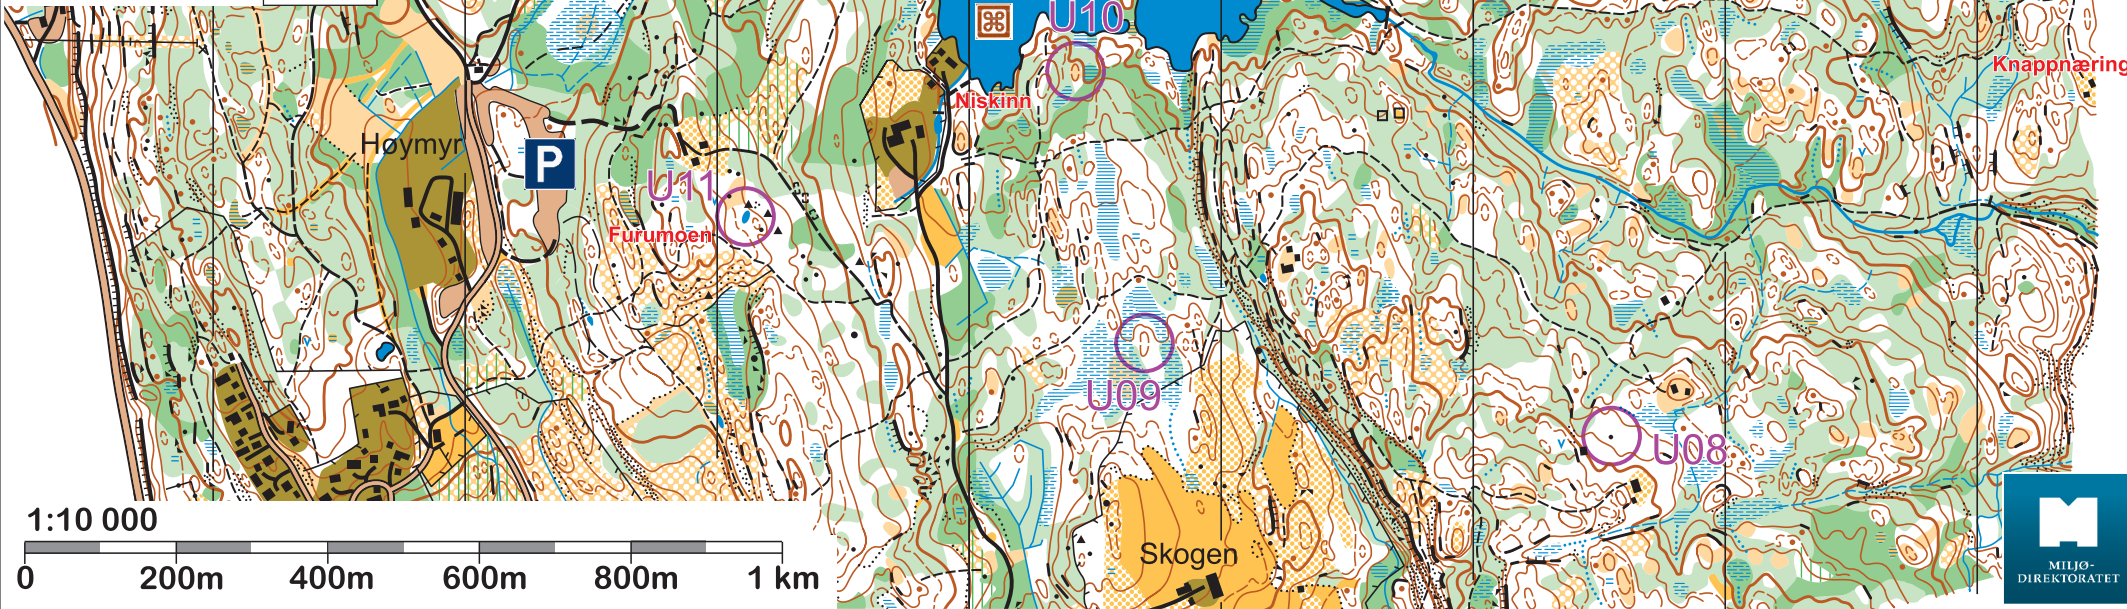 U10
Knappnæring
Niskinn
Høymyr
P
U11
Furumoen
U09
U08
1:10 000
0 200m 400m 600m 800m 1 km
Skogen
MILJØ-
DIREKTORATET